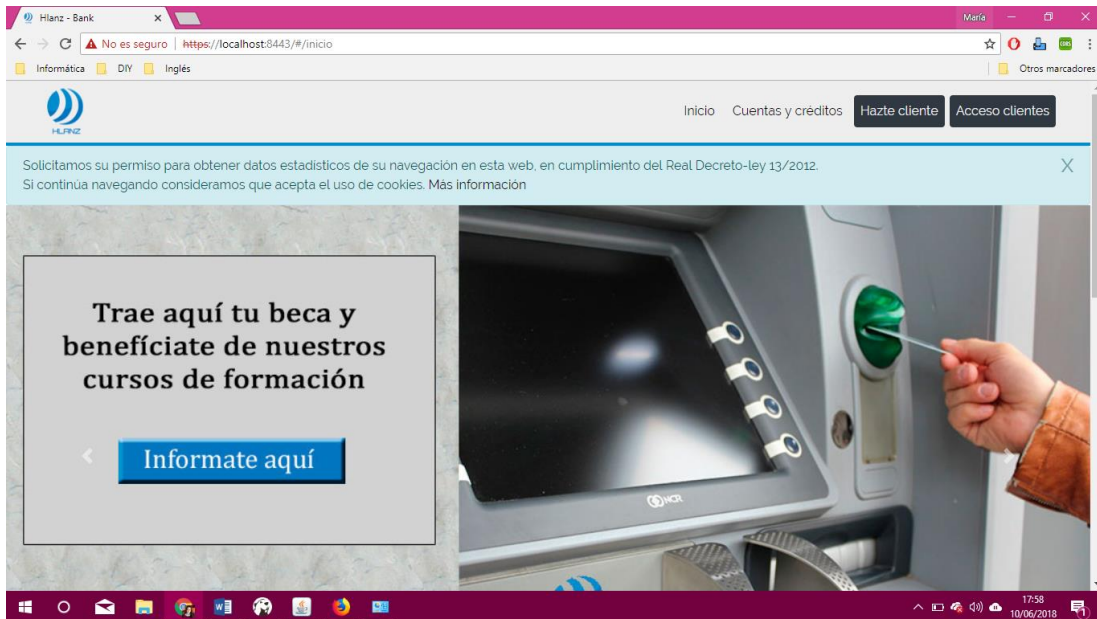 Hlanz - Bank
María
No es seguro | https://localhost:8443/#/inicio
Informática DIY Inglés Otros marcadores
HLANZ
Inicio Cuentas y créditos Hazte cliente Acceso clientes
Solicitamos su permiso para obtener datos estadísticos de su navegación en esta web, en cumplimiento del Real Decreto-ley 13/2012. X
Si continúa navegando consideramos que acepta el uso de cookies. Más información
Trae aquí tu beca y
benefíciate de nuestros
cursos de formación
Informate aquí
NCR
17:58
10/06/2018